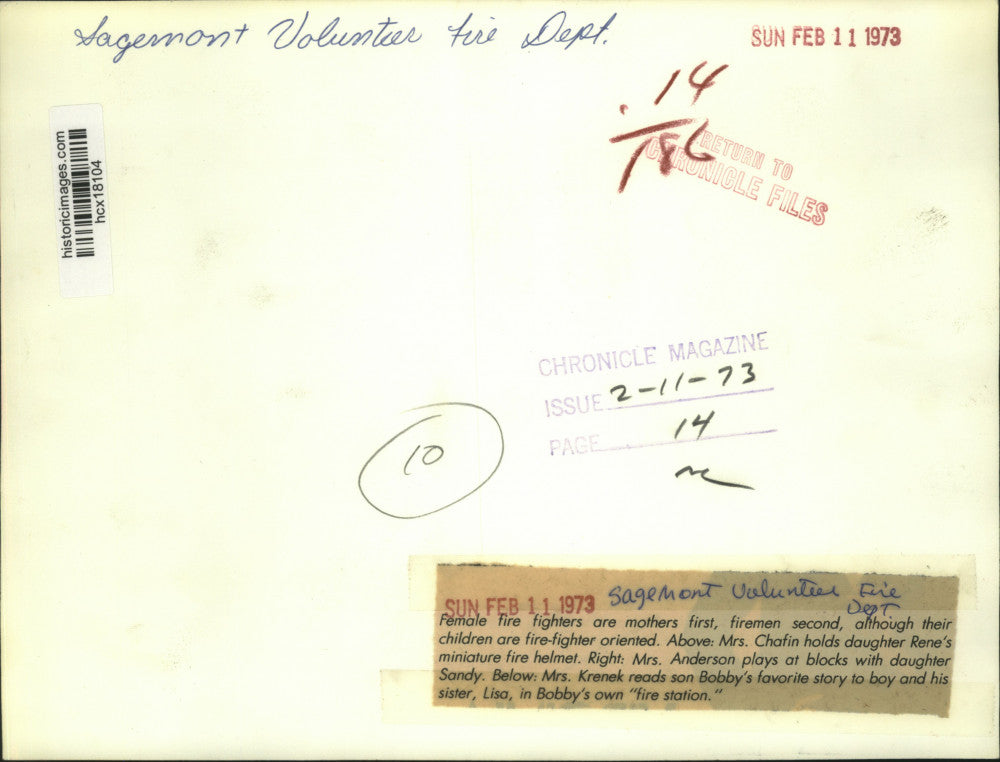 Sagemont Volunteer Fire Dept.
SUN FEB 11 1973
14
186
RETURN TO
CHRONICLE FILES
historicimages.com
hcx18104
CHRONICLE MAGAZINE
ISSUE 2-11-73
PAGE 14
10
SUN FEB 11 1973 Sagemont Volunteer Fire
Dept.
Female fire fighters are mothers first, firemen second, although their
children are fire-fighter oriented. Above: Mrs. Chafin holds daughter Rene's
miniature fire helmet. Right: Mrs. Anderson plays at blocks with daughter
Sandy. Below: Mrs. Krenek reads son Bobby's favorite story to boy and his
sister, Lisa, in Bobby's own "fire station."